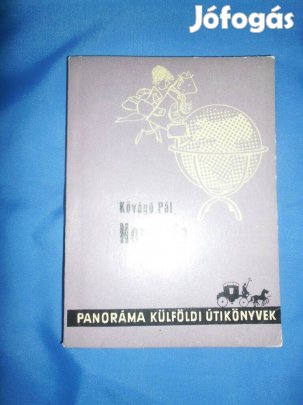 Jófogás
Kővágó Pál
PANORÁMA KÜLFÖLDI ÚTIKÖNYVEK